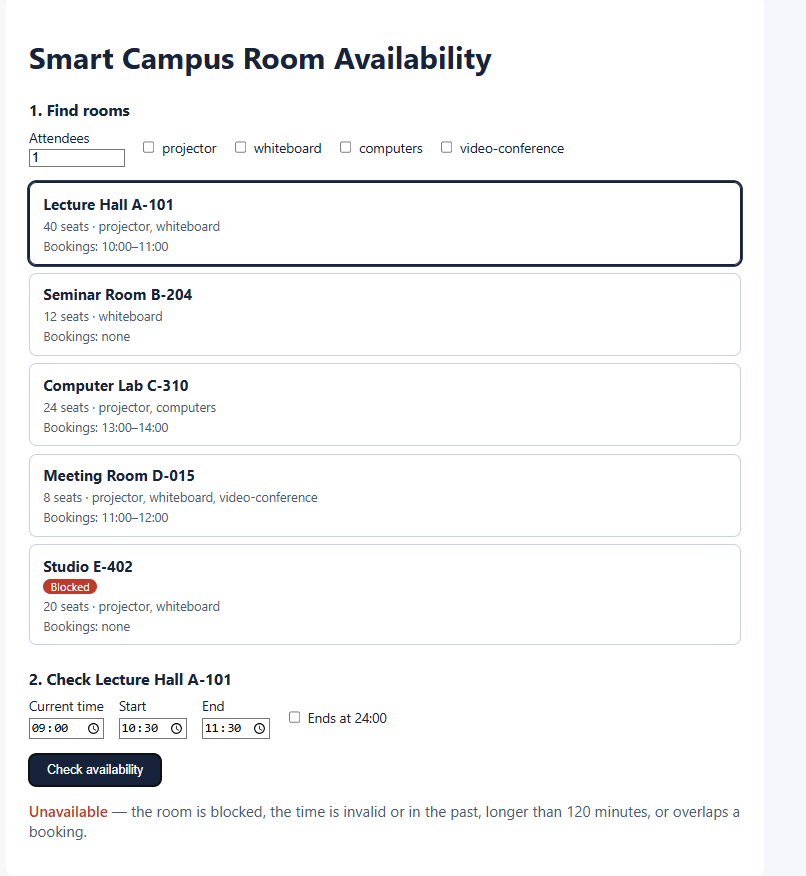 Smart Campus Room Availability
1. Find rooms
Attendees
1
projector whiteboard computers video-conference
Lecture Hall A-101
40 seats · projector, whiteboard
Bookings: 10:00–11:00
Seminar Room B-204
12 seats · whiteboard
Bookings: none
Computer Lab C-310
24 seats · projector, computers
Bookings: 13:00–14:00
Meeting Room D-015
8 seats · projector, whiteboard, video-conference
Bookings: 11:00–12:00
Studio E-402
Blocked
20 seats · projector, whiteboard
Bookings: none
2. Check Lecture Hall A-101
Current time Start End
09:00 10:30 11:30 Ends at 24:00
Check availability
Unavailable — the room is blocked, the time is invalid or in the past, longer than 120 minutes, or overlaps a
booking.